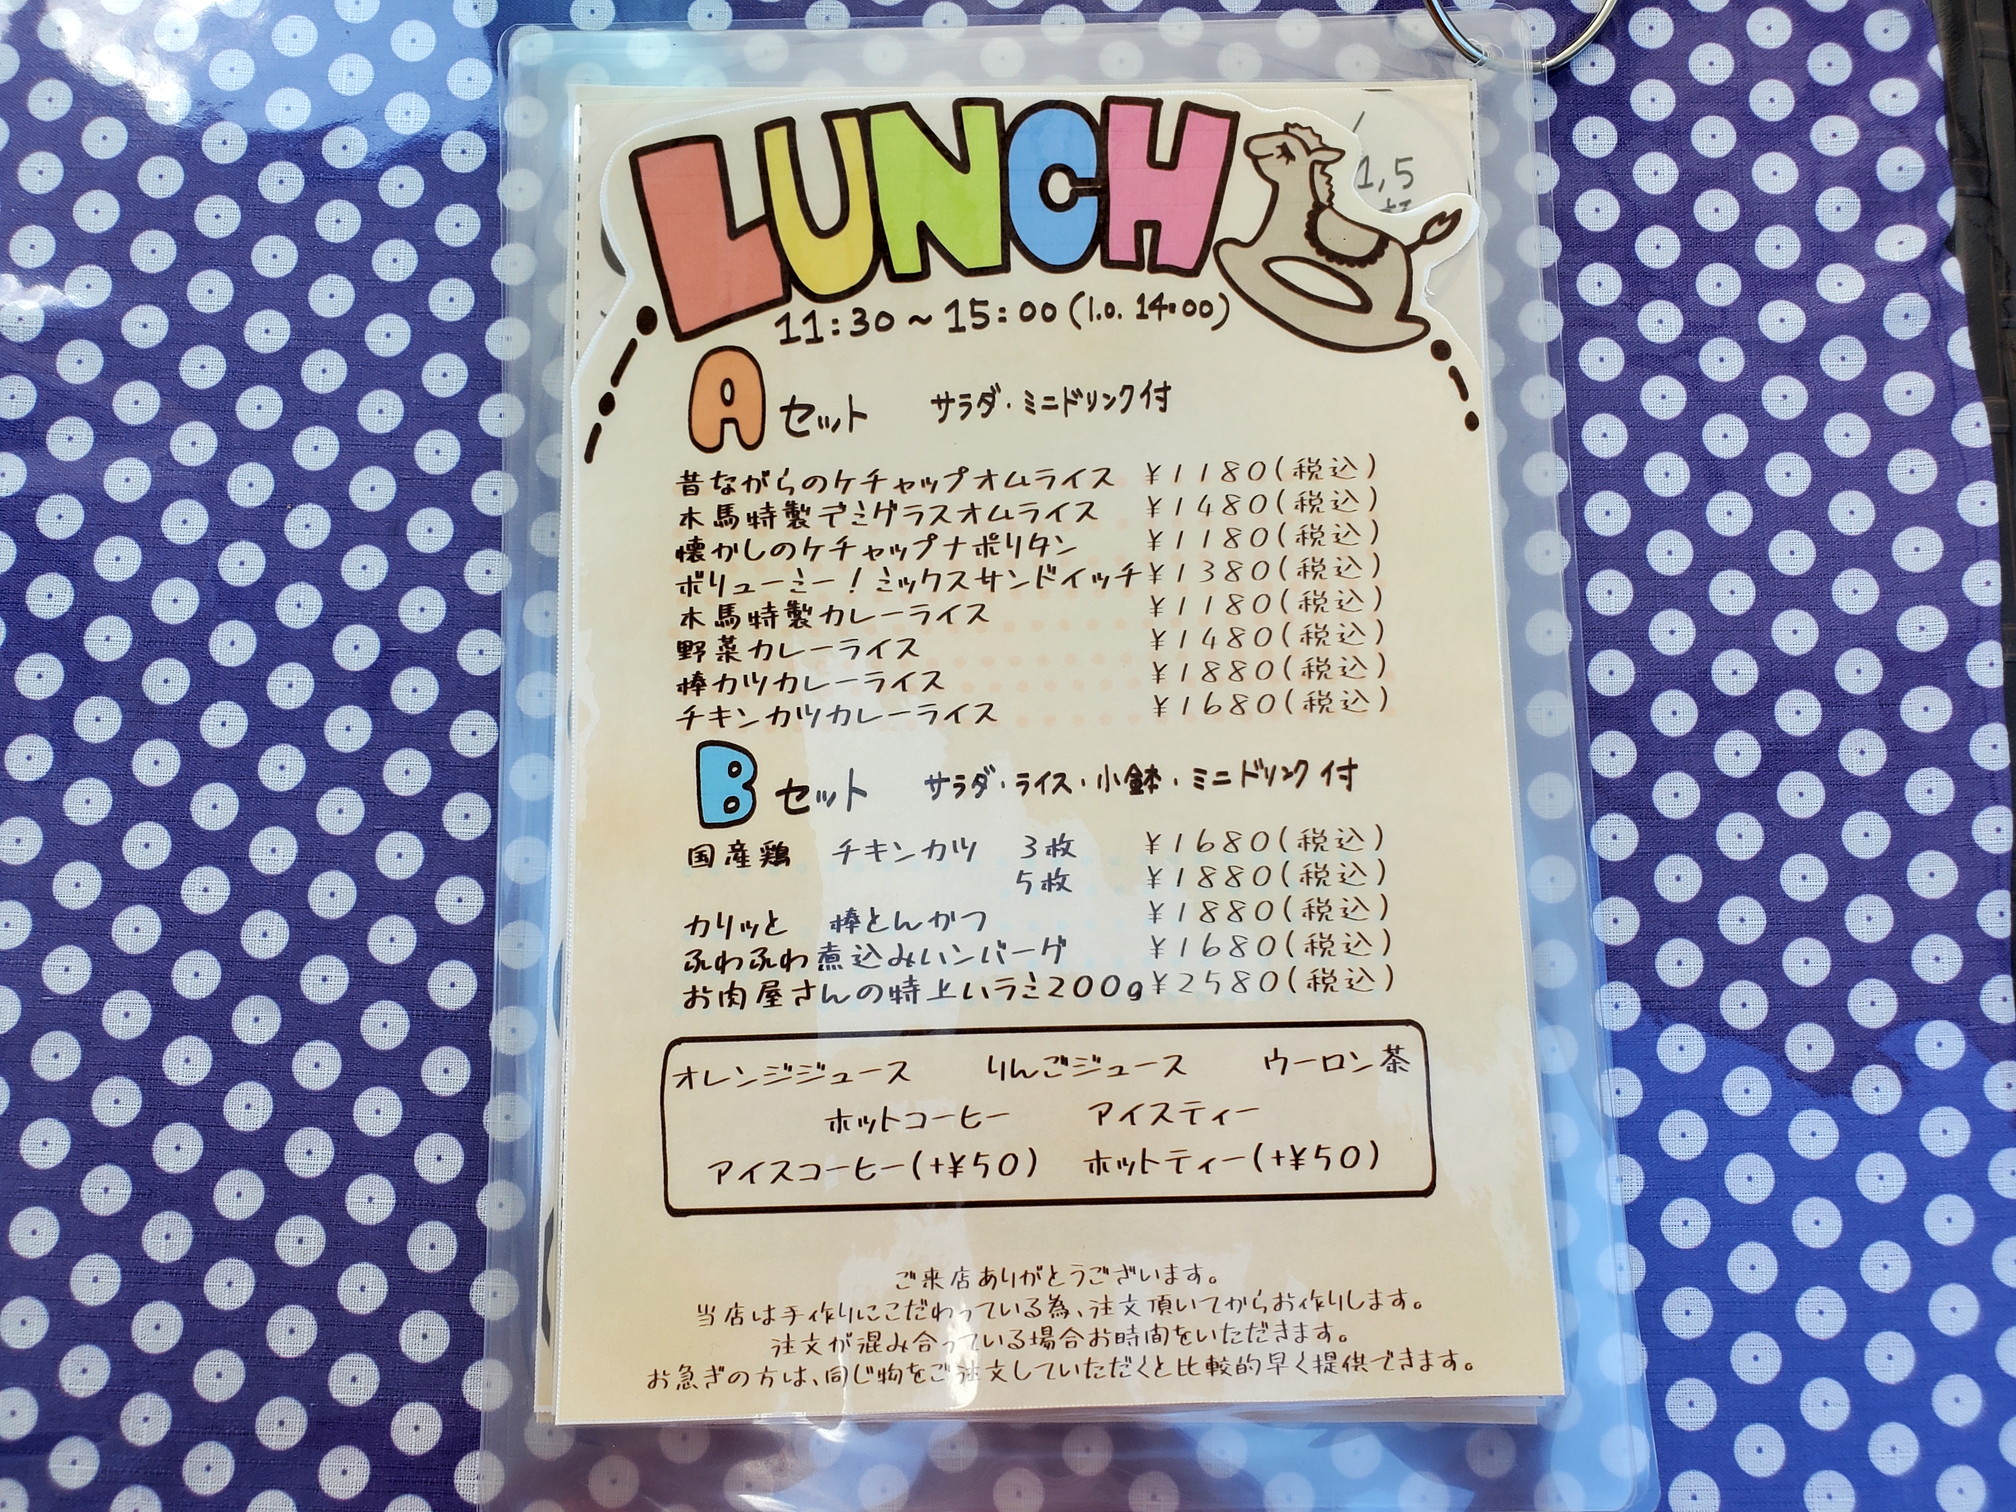 LUNCH
11:30～15:00(l.o. 14:00)
Aセット サラダ・ミニドリンク付
昔ながらのケチャップオムライス ¥1180(税込)
木馬特製デミグラスオムライス ¥1480(税込)
懐かしのケチャップナポリタン ¥1180(税込)
ボリューミー！ミックスサンドイッチ ¥1380(税込)
木馬特製カレーライス ¥1180(税込)
野菜カレーライス ¥1480(税込)
棒カツカレーライス ¥1880(税込)
チキンカツカレーライス ¥1680(税込)
Bセット サラダ・ライス・小鉢・ミニドリンク付
国産鶏 チキンカツ 3枚 ¥1680(税込)
5枚 ¥1880(税込)
カリッと 棒とんかつ ¥1880(税込)
ふわふわ煮込みハンバーグ ¥1680(税込)
お肉屋さんの特上ハラミ200g ¥2580(税込)
オレンジジュース りんごジュース ウーロン茶
ホットコーヒー アイスティー
アイスコーヒー(+¥50) ホットティー(+¥50)
ご来店ありがとうございます。
当店は手作りにこだわっている為、注文頂いてからお作りします。
注文が混み合っている場合お時間をいただきます。
お急ぎの方は、同じ物をご注文していただくと比較的早く提供できます。